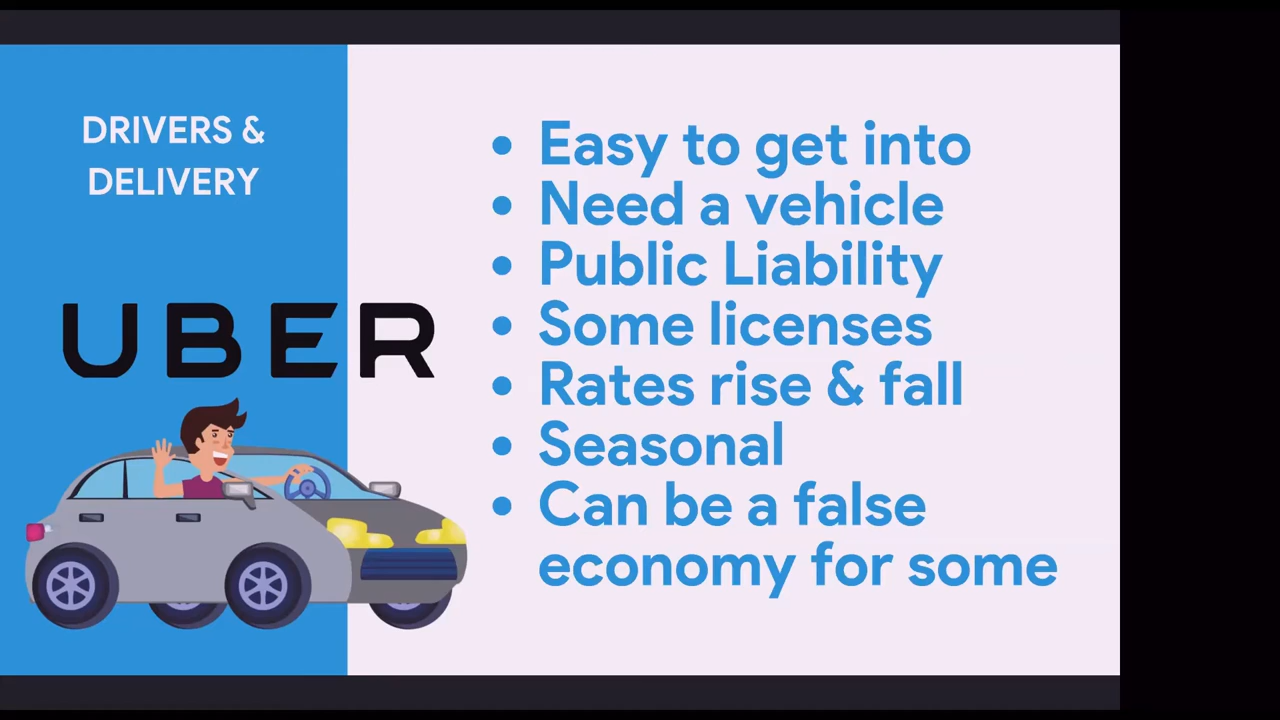 DRIVERS &
DELIVERY
UBER
• Easy to get into
• Need a vehicle
• Public Liability
• Some licenses
• Rates rise & fall
• Seasonal
• Can be a false
economy for some